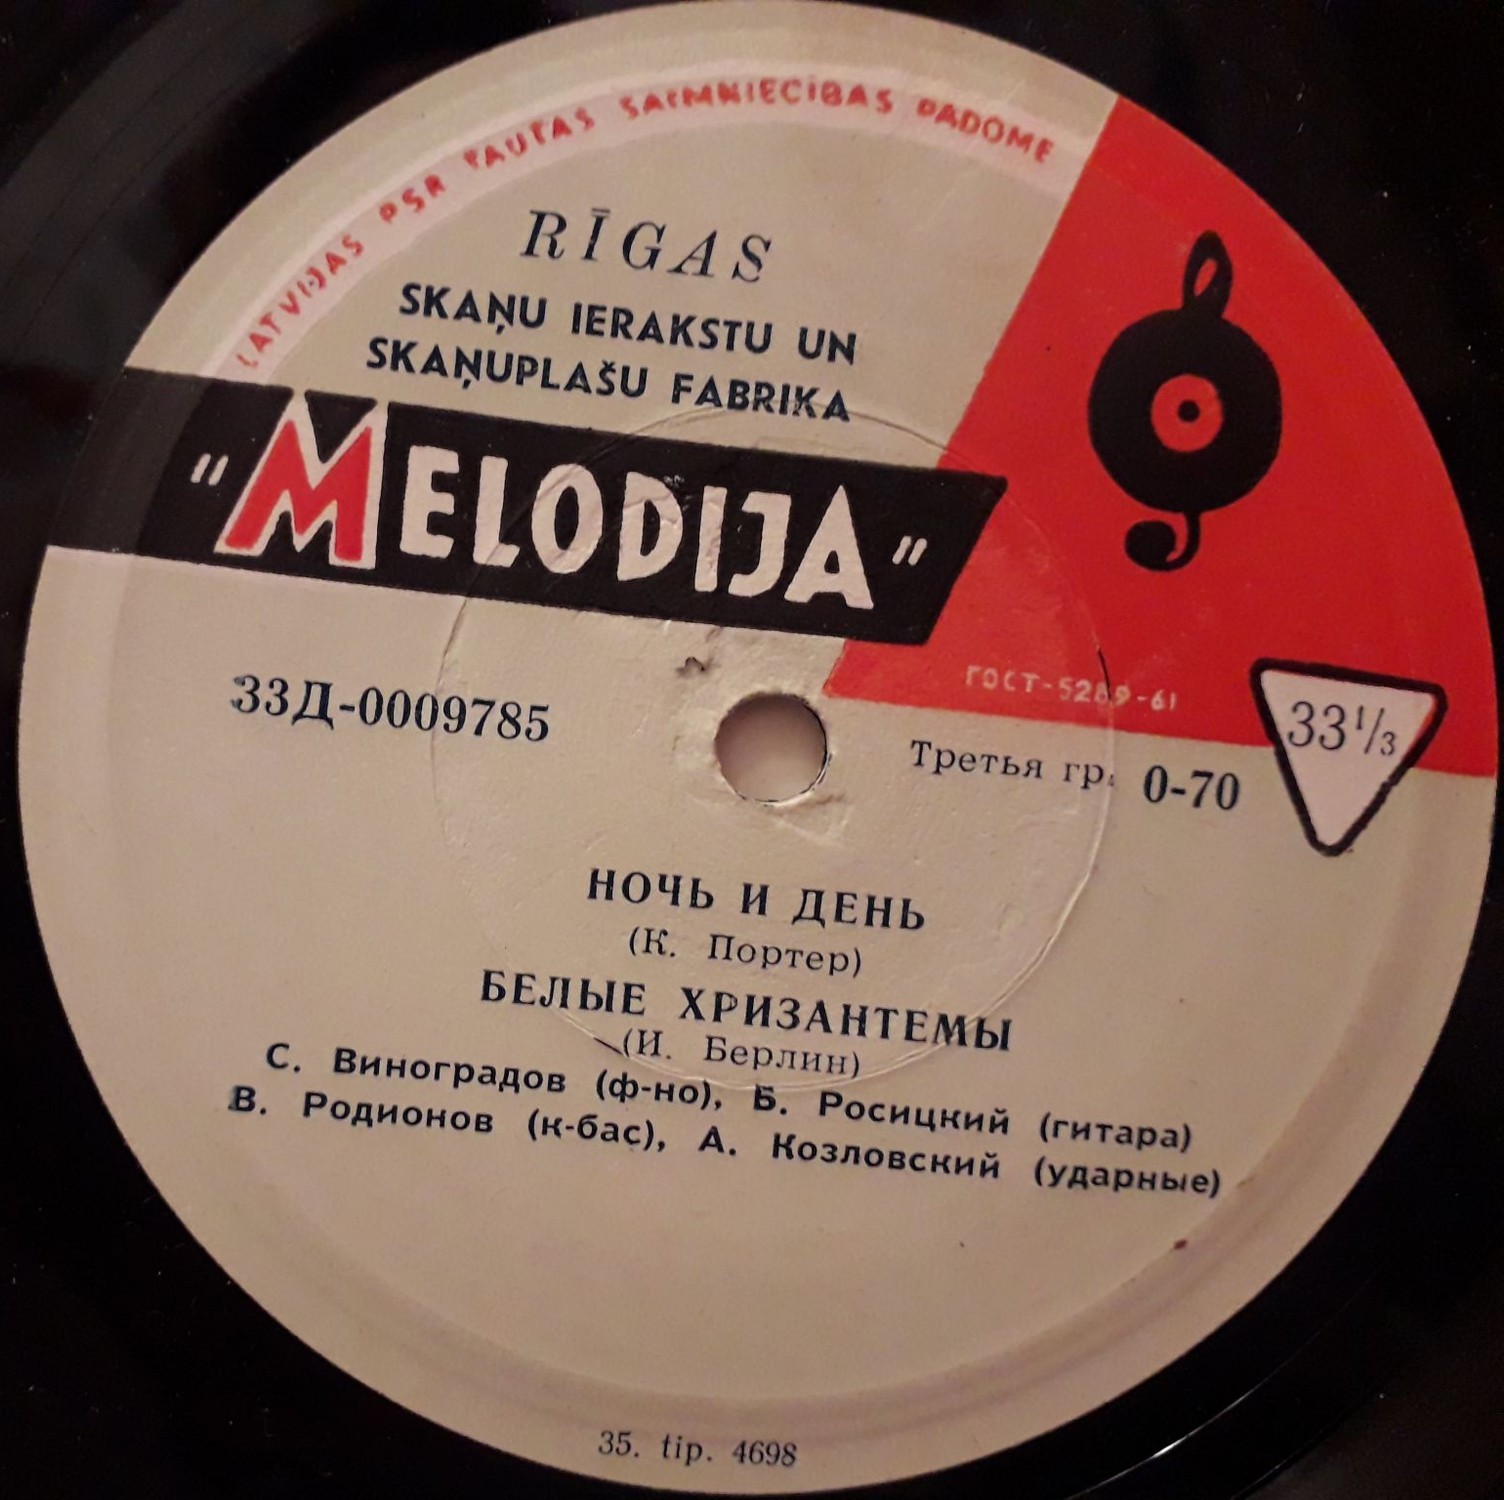 LATVIJAS PSR TAUTAS SAIMNIECĪBAS PADOME
RĪGAS
SKAŅU IERAKSTU UN
SKAŅUPLAŠU FABRIKA
"MELODIJA"
ГОСТ-5289-61
33⅓
33Д-0009785
Третья гр. 0-70
НОЧЬ И ДЕНЬ
(К. Портер)
БЕЛЫЕ ХРИЗАНТЕМЫ
(И. Берлин)
С. Виноградов (ф-но), Б. Росицкий (гитара)
В. Родионов (к-бас), А. Козловский (ударные)
35. tip. 4698